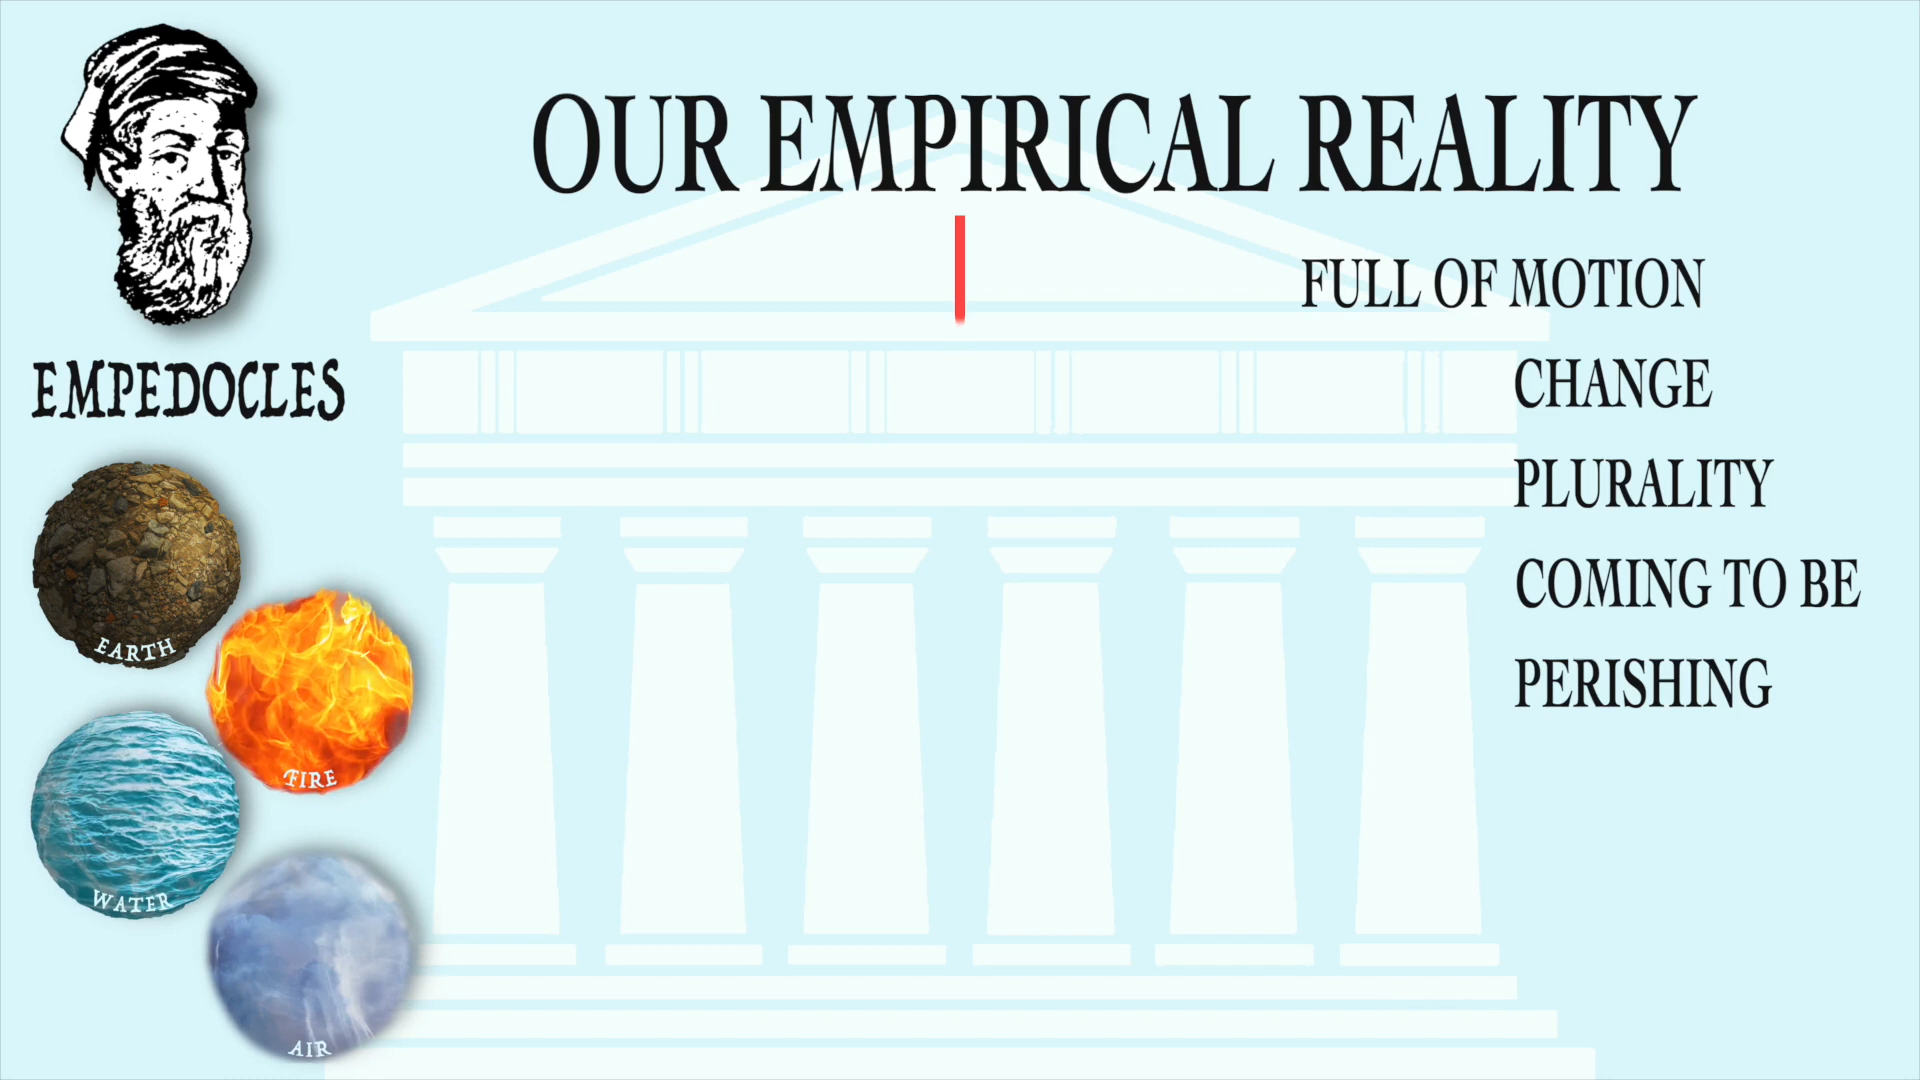 OUR EMPIRICAL REALITY
FULL OF MOTION
CHANGE
PLURALITY
COMING TO BE
PERISHING
EMPEDOCLES
EARTH
FIRE
WATER
AIR